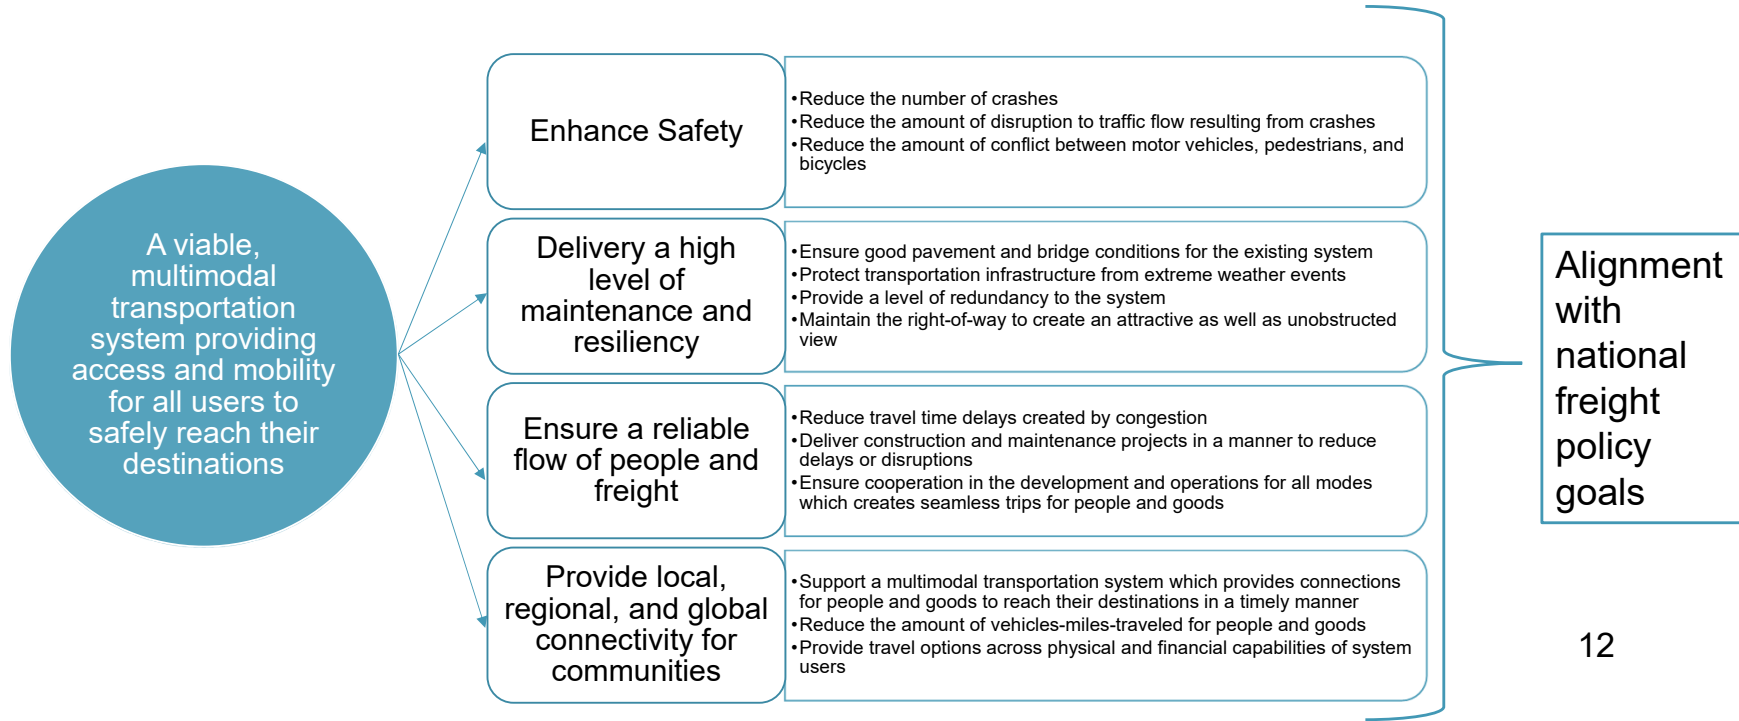 A viable,
multimodal
transportation
system providing
access and mobility
for all users to
safely reach their
destinations
Enhance Safety
•Reduce the number of crashes
•Reduce the amount of disruption to traffic flow resulting from crashes
•Reduce the amount of conflict between motor vehicles, pedestrians, and
bicycles
Delivery a high
level of
maintenance and
resiliency
•Ensure good pavement and bridge conditions for the existing system
•Protect transportation infrastructure from extreme weather events
•Provide a level of redundancy to the system
•Maintain the right-of-way to create an attractive as well as unobstructed
view
Ensure a reliable
flow of people and
freight
•Reduce travel time delays created by congestion
•Deliver construction and maintenance projects in a manner to reduce
delays or disruptions
•Ensure cooperation in the development and operations for all modes
which creates seamless trips for people and goods
Provide local,
regional, and global
connectivity for
communities
•Support a multimodal transportation system which provides connections
for people and goods to reach their destinations in a timely manner
•Reduce the amount of vehicles-miles-traveled for people and goods
•Provide travel options across physical and financial capabilities of system
users
Alignment
with
national
freight
policy
goals
12